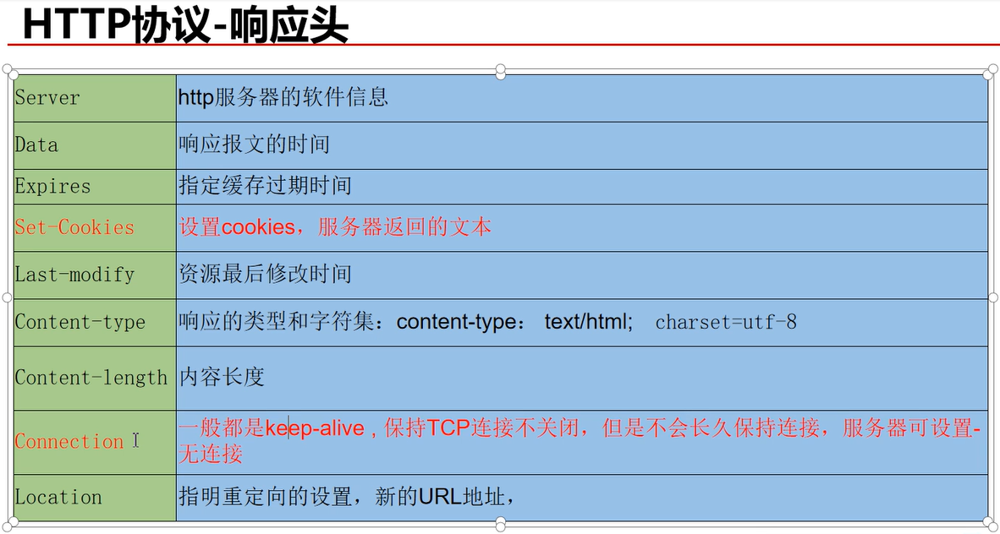 HTTP协议-响应头
Server http服务器的软件信息
Data 响应报文的时间
Expires 指定缓存过期时间
Set-Cookies 设置cookies，服务器返回的文本
Last-modify 资源最后修改时间
Content-type 响应的类型和字符集：content-type： text/html; charset=utf-8
Content-length 内容长度
Connection 一般都是keep-alive , 保持TCP连接不关闭，但是不会长久保持连接，服务器可设置-
无连接
Location 指明重定向的设置，新的URL地址，